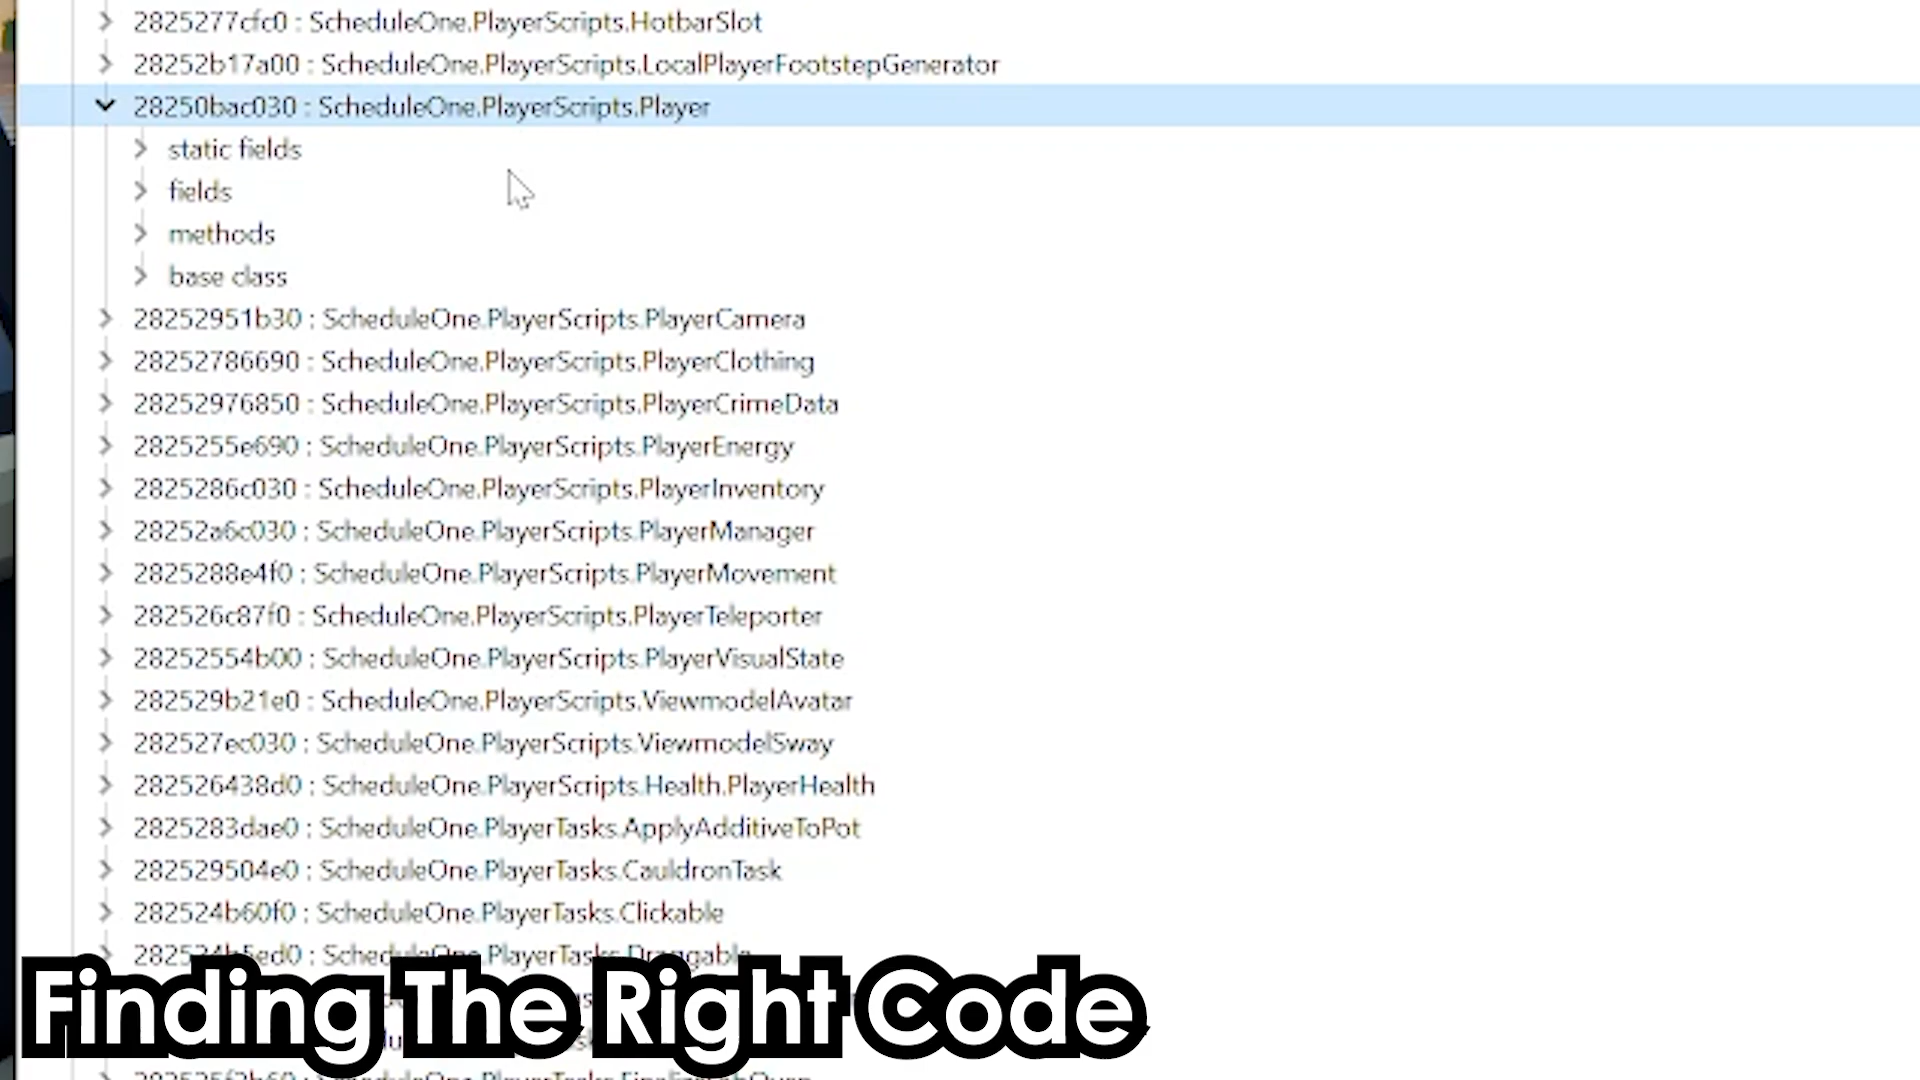 2825277cfc0 : ScheduleOne.PlayerScripts.HotbarSlot
28252b17a00 : ScheduleOne.PlayerScripts.LocalPlayerFootstepGenerator
28250bac030 : ScheduleOne.PlayerScripts.Player
static fields
fields
methods
base class
28252951b30 : ScheduleOne.PlayerScripts.PlayerCamera
28252786690 : ScheduleOne.PlayerScripts.PlayerClothing
28252976850 : ScheduleOne.PlayerScripts.PlayerCrimeData
2825255e690 : ScheduleOne.PlayerScripts.PlayerEnergy
2825286c030 : ScheduleOne.PlayerScripts.PlayerInventory
28252a6c030 : ScheduleOne.PlayerScripts.PlayerManager
2825288e4f0 : ScheduleOne.PlayerScripts.PlayerMovement
282526c87f0 : ScheduleOne.PlayerScripts.PlayerTeleporter
28252554b00 : ScheduleOne.PlayerScripts.PlayerVisualState
282529b21e0 : ScheduleOne.PlayerScripts.ViewmodelAvatar
282527ec030 : ScheduleOne.PlayerScripts.ViewmodelSway
282526438d0 : ScheduleOne.PlayerScripts.Health.PlayerHealth
2825283dae0 : ScheduleOne.PlayerTasks.ApplyAdditiveToPot
282529504e0 : ScheduleOne.PlayerTasks.CauldronTask
282524b60f0 : ScheduleOne.PlayerTasks.Clickable
282524b5ed0 : ScheduleOne.PlayerTasks.Draggable
Finding The Right Code